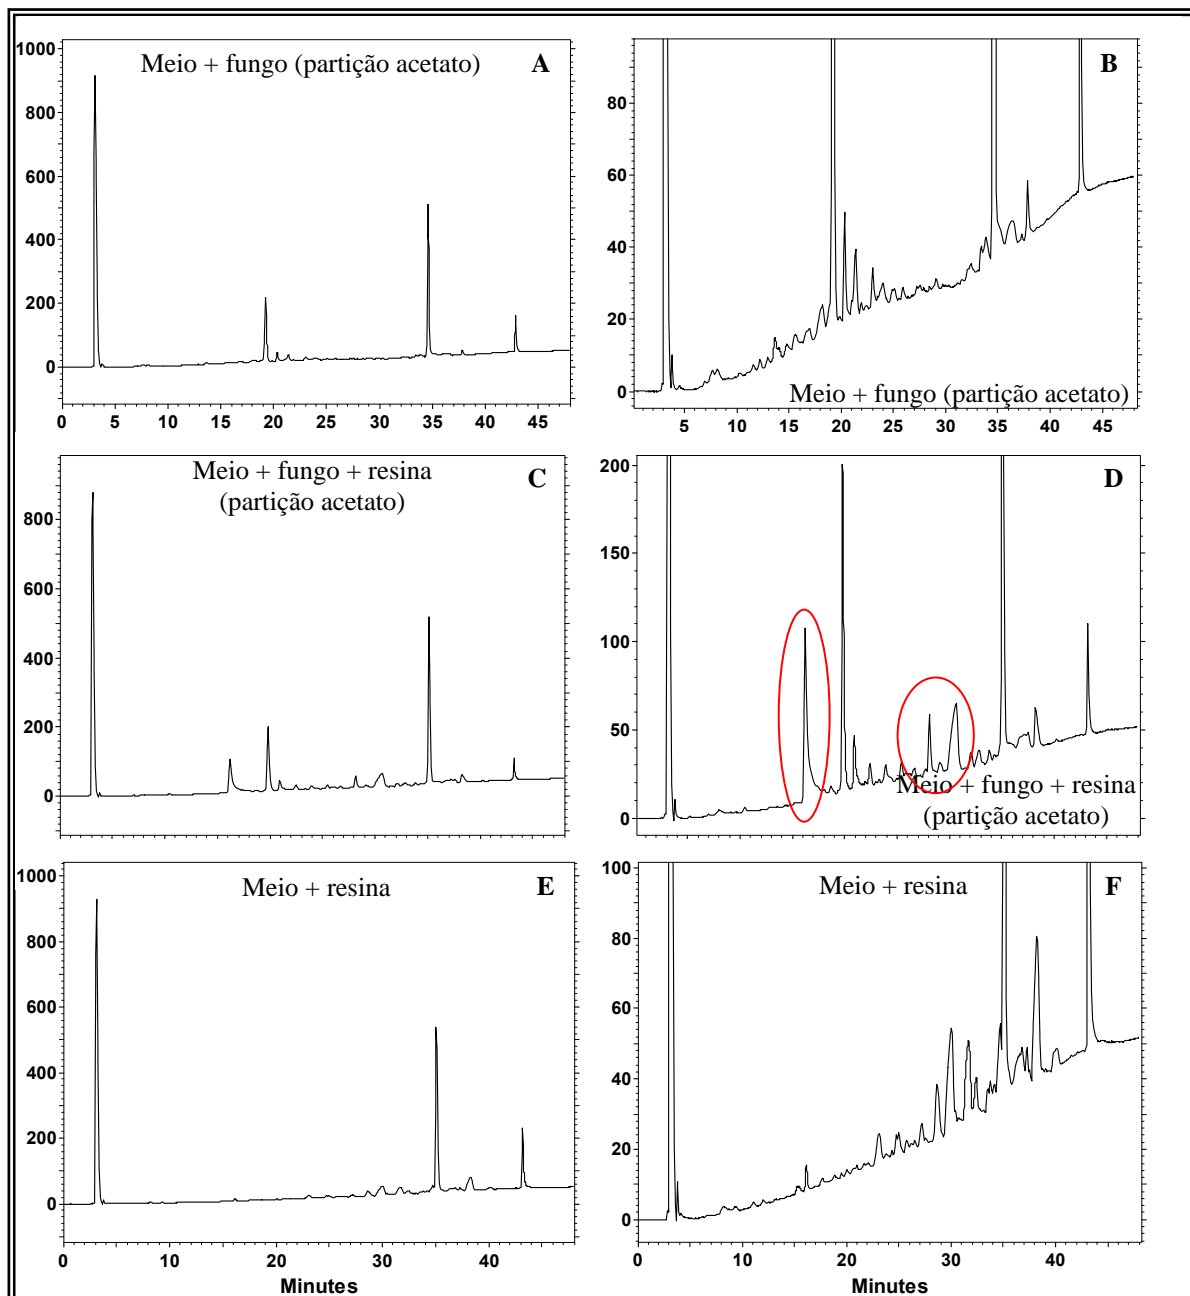 1000
800
600
400
200
0
Meio + fungo (partição acetato)
A
0 5 10 15 20 25 30 35 40 45
80
60
40
20
0
B
Meio + fungo (partição acetato)
5 10 15 20 25 30 35 40 45
800
600
400
200
0
Meio + fungo + resina
(partição acetato)
C
200
150
100
50
0
D
Meio + fungo + resina
(partição acetato)
1000
800
600
400
200
0
Meio + resina
E
0 10 20 30 40
Minutes
100
80
60
40
20
0
Meio + resina
F
0 10 20 30 40
Minutes